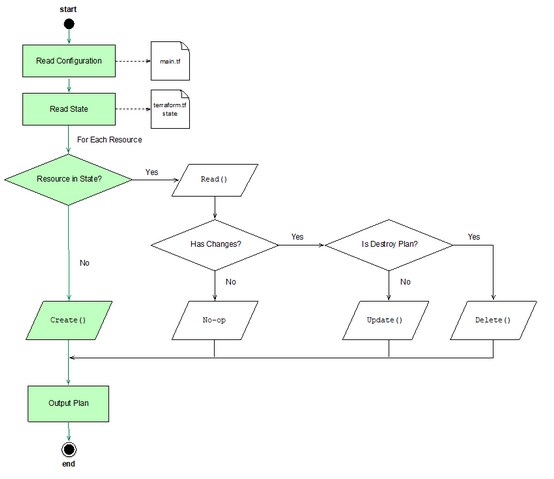 start
Read Configuration
main.tf
Read State
terraform.tf
state
For Each Resource
Resource in State?
Yes
Read()
Has Changes?
Yes
Is Destroy Plan?
Yes
No
No
No
Create()
No-op
Update()
Delete()
Output Plan
end